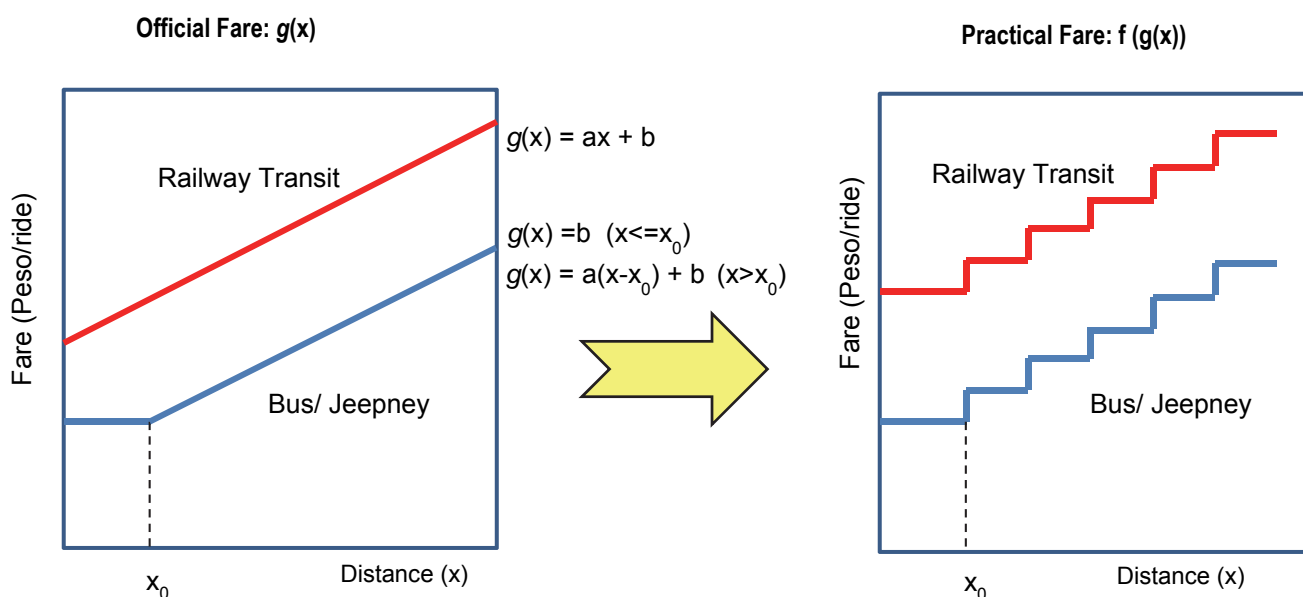 Official Fare: g(x)
Fare (Peso/ride)
Railway Transit
g(x) = ax + b
g(x) =b (x<=x₀)
g(x) = a(x-x₀) + b (x>x₀)
Bus/ Jeepney
x₀
Distance (x)
Practical Fare: f (g(x))
Fare (Peso/ride)
Railway Transit
Bus/ Jeepney
x₀
Distance (x)